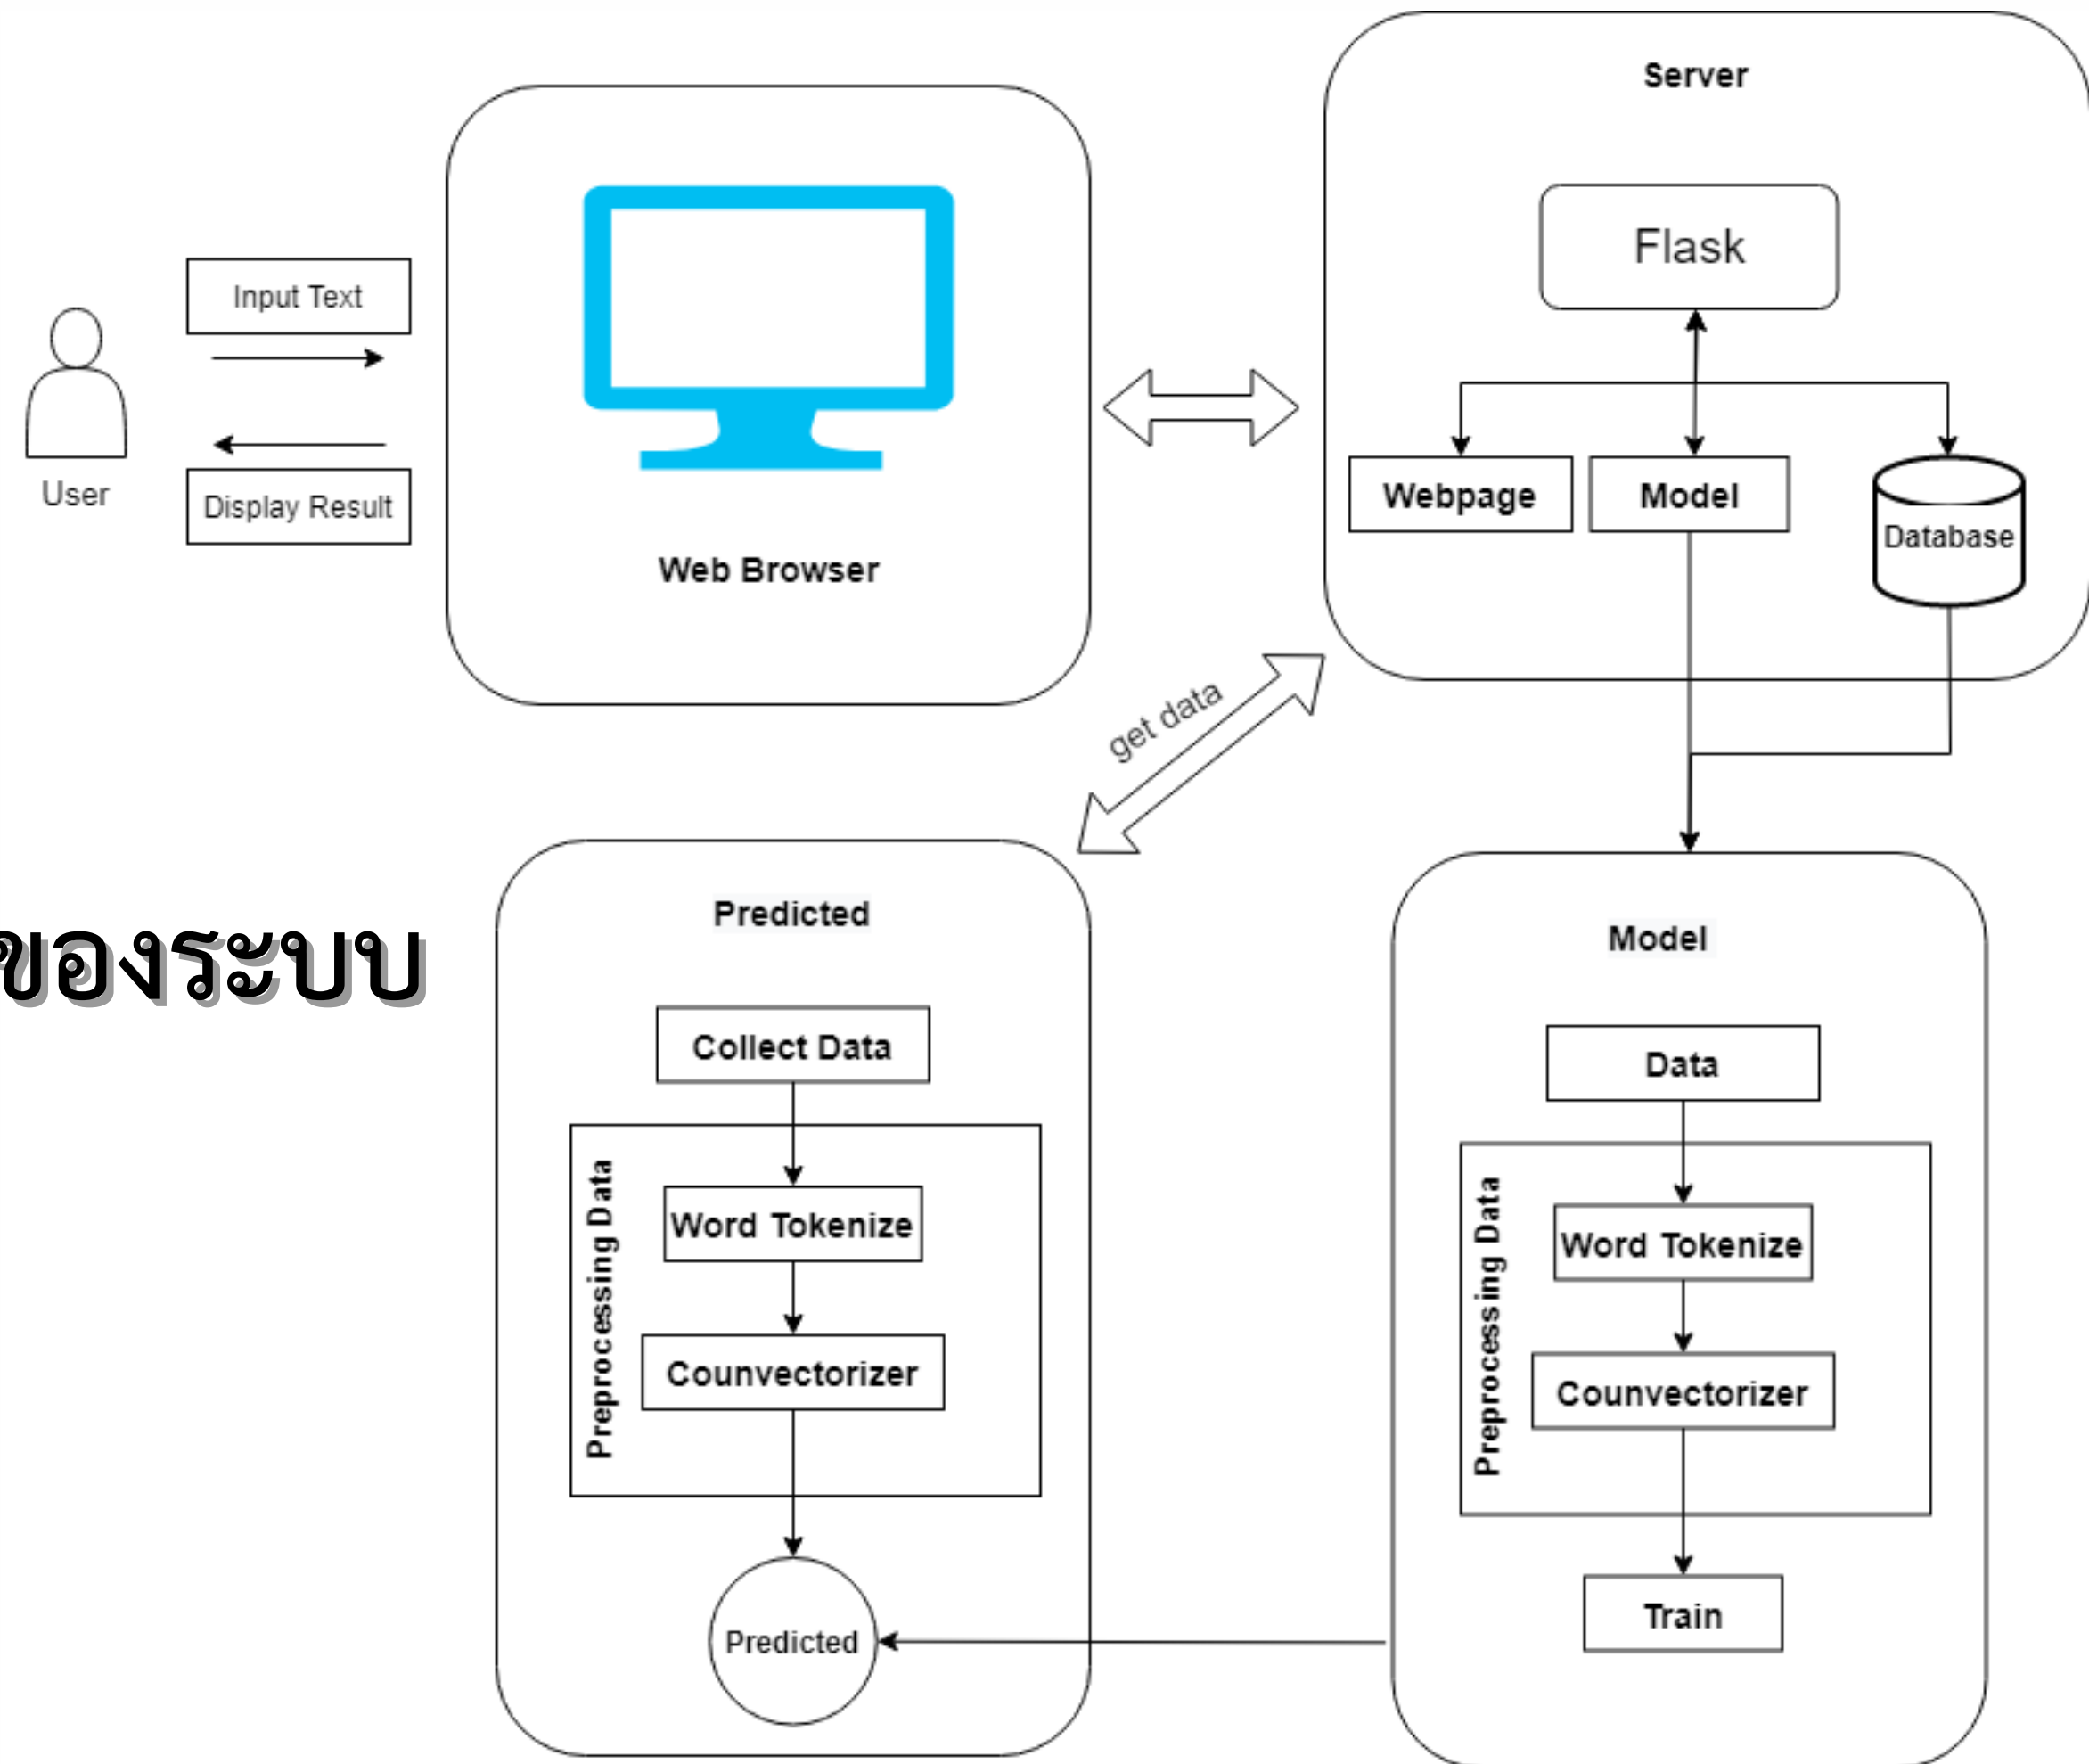 Server
Flask
Input Text
User
Display Result
Webpage
Model
Database
Web Browser
get data
Predicted
Model
ของระบบ
Collect Data
Data
Preprocessing Data
Word Tokenize
Counvectorizer
Preprocessing Data
Word Tokenize
Counvectorizer
Predicted
Train